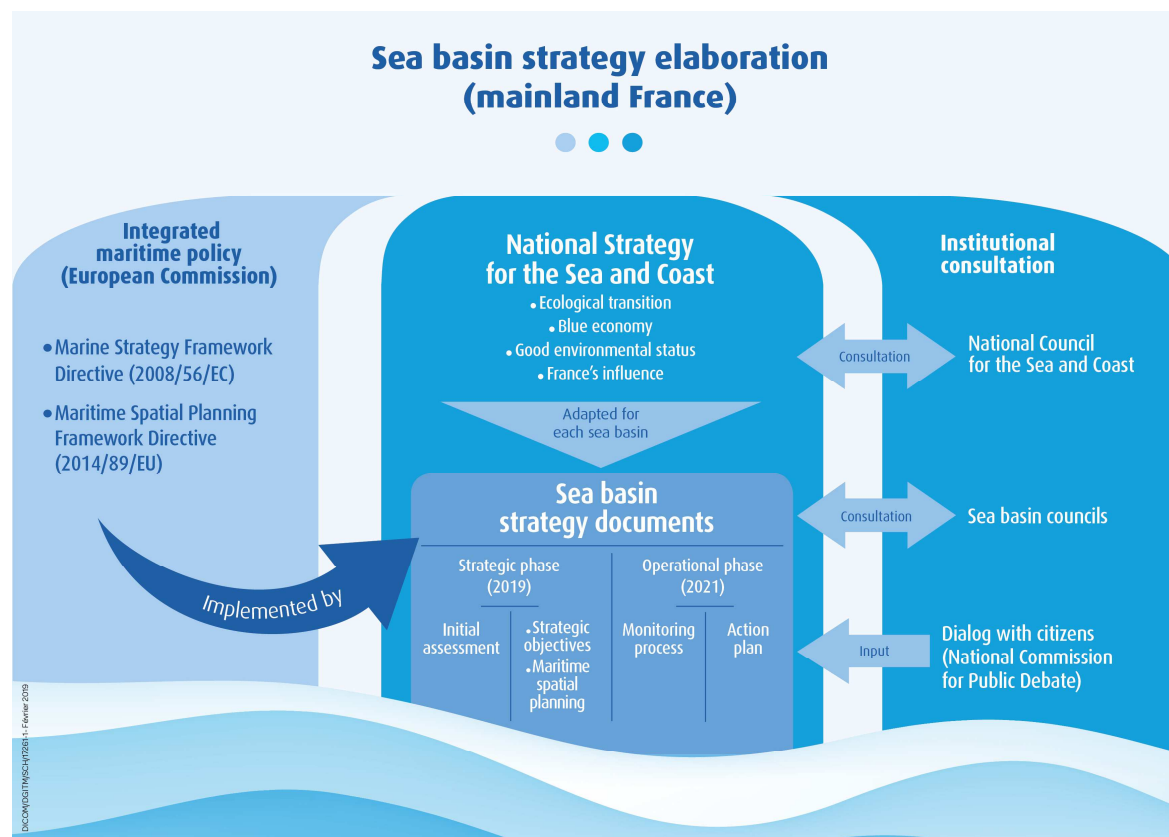 Sea basin strategy elaboration
(mainland France)
Integrated
maritime policy
(European Commission)
• Marine Strategy Framework
Directive (2008/56/EC)
• Maritime Spatial Planning
Framework Directive
(2014/89/EU)
Implemented by
National Strategy
for the Sea and Coast
• Ecological transition
• Blue economy
• Good environmental status
• France's influence
Adapted for
each sea basin
Sea basin
strategy documents
Strategic phase
(2019)
Initial
assessment
• Strategic
objectives
• Maritime
spatial
planning
Operational phase
(2021)
Monitoring
process
Action
plan
Institutional
consultation
Consultation
National Council
for the Sea and Coast
Consultation
Sea basin councils
Input
Dialog with citizens
(National Commission
for Public Debate)
DICOM/DGITM/SCH/17261-1 - Février 2019